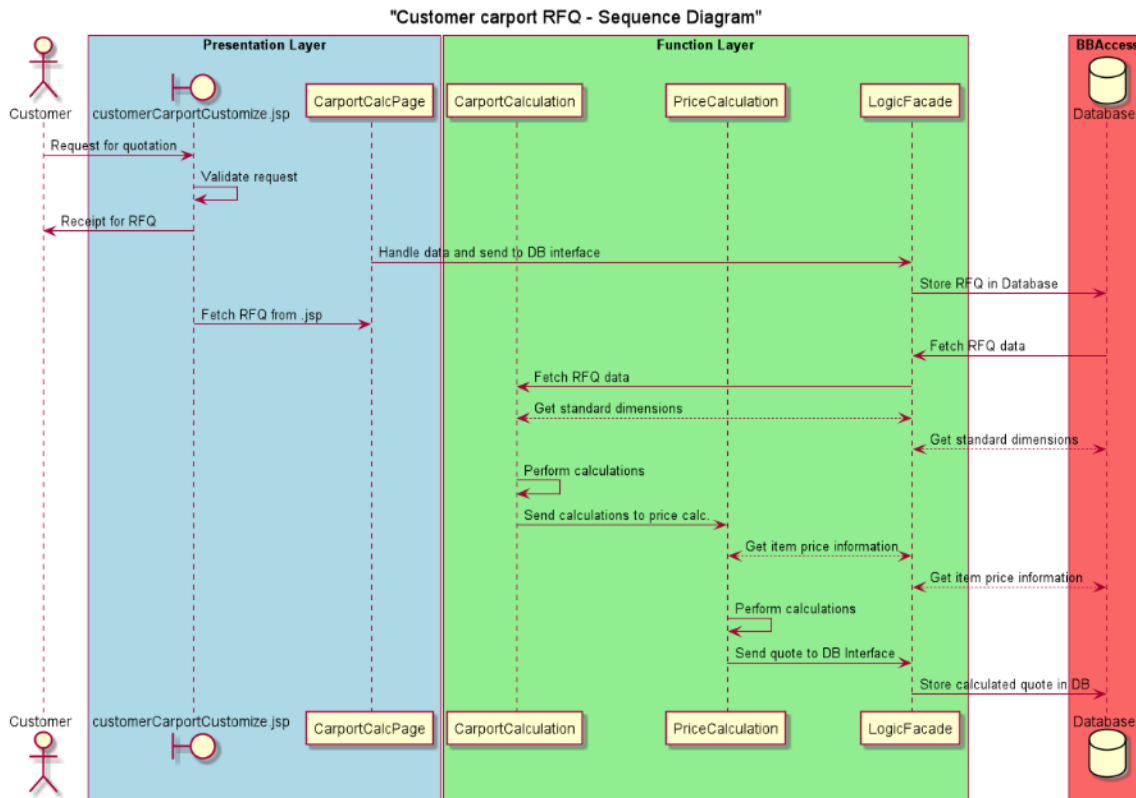 "Customer carport RFQ - Sequence Diagram"
Presentation Layer
Function Layer
BBAccess
Customer
customerCarportCustomize.jsp
CarportCalcPage
CarportCalculation
PriceCalculation
LogicFacade
Database
Request for quotation
Validate request
Receipt for RFQ
Handle data and send to DB interface
Store RFQ in Database
Fetch RFQ from .jsp
Fetch RFQ data
Fetch RFQ data
Get standard dimensions
Get standard dimensions
Perform calculations
Send calculations to price calc.
Get item price information
Get item price information
Perform calculations
Send quote to DB Interface
Store calculated quote in DB
Customer
customerCarportCustomize.jsp
CarportCalcPage
CarportCalculation
PriceCalculation
LogicFacade
Database